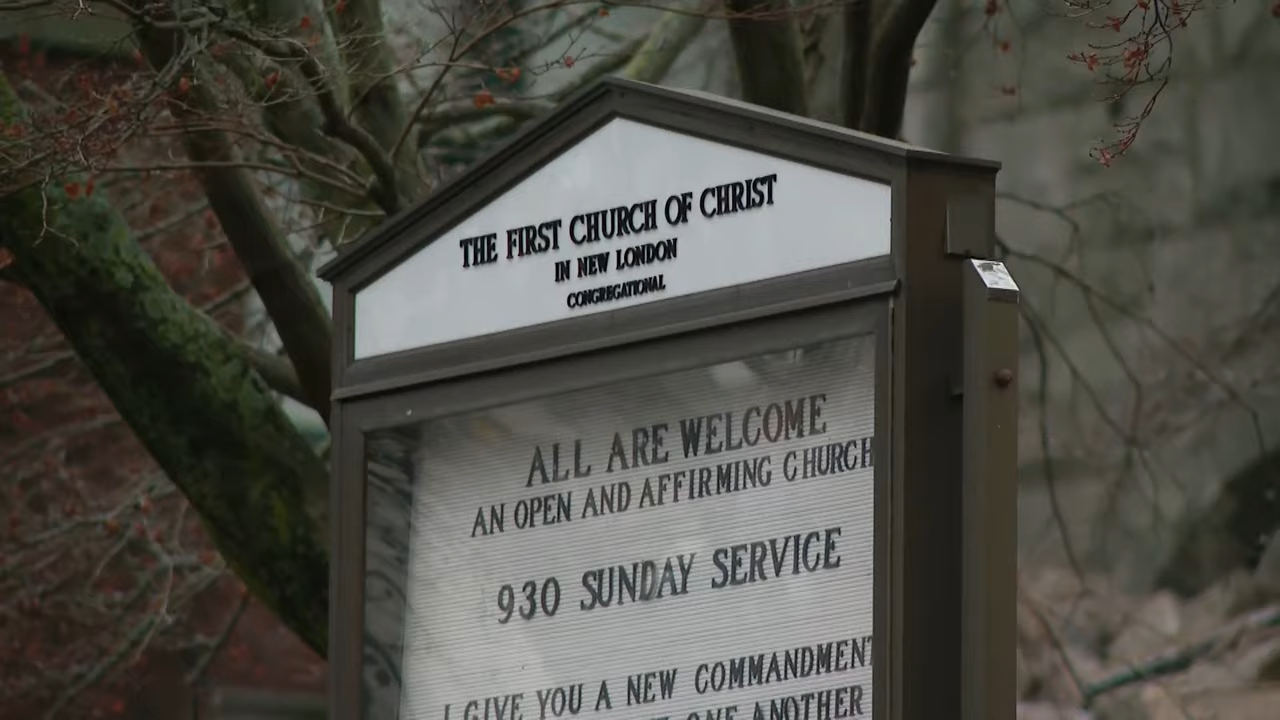 THE FIRST CHURCH OF CHRIST
IN NEW LONDON
CONGREGATIONAL
ALL ARE WELCOME
AN OPEN AND AFFIRMING CHURCH
930 SUNDAY SERVICE
I GIVE YOU A NEW COMMANDMENT
ONE ANOTHER